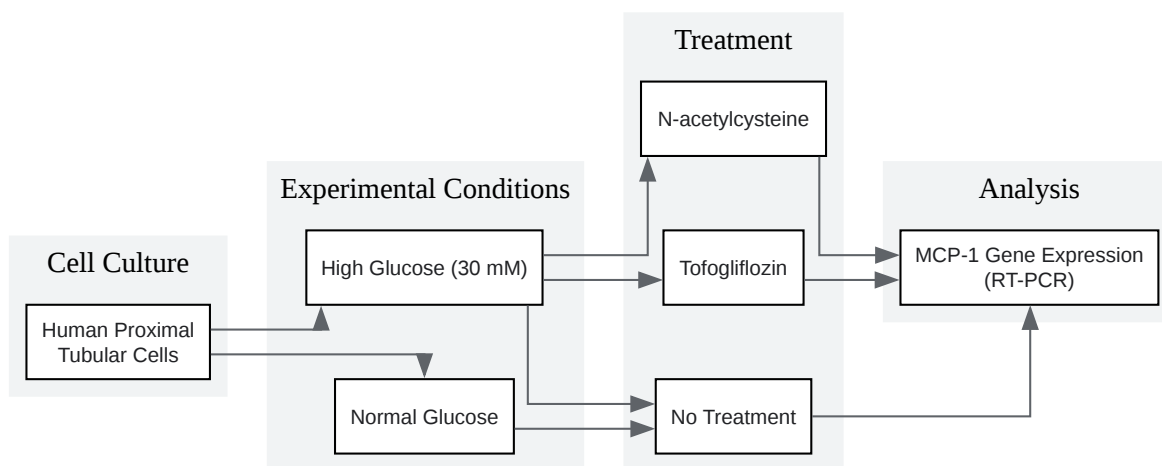 Cell Culture
Human Proximal
Tubular Cells
Experimental Conditions
High Glucose (30 mM)
Normal Glucose
Treatment
N-acetylcysteine
Tofogliflozin
No Treatment
Analysis
MCP-1 Gene Expression
(RT-PCR)